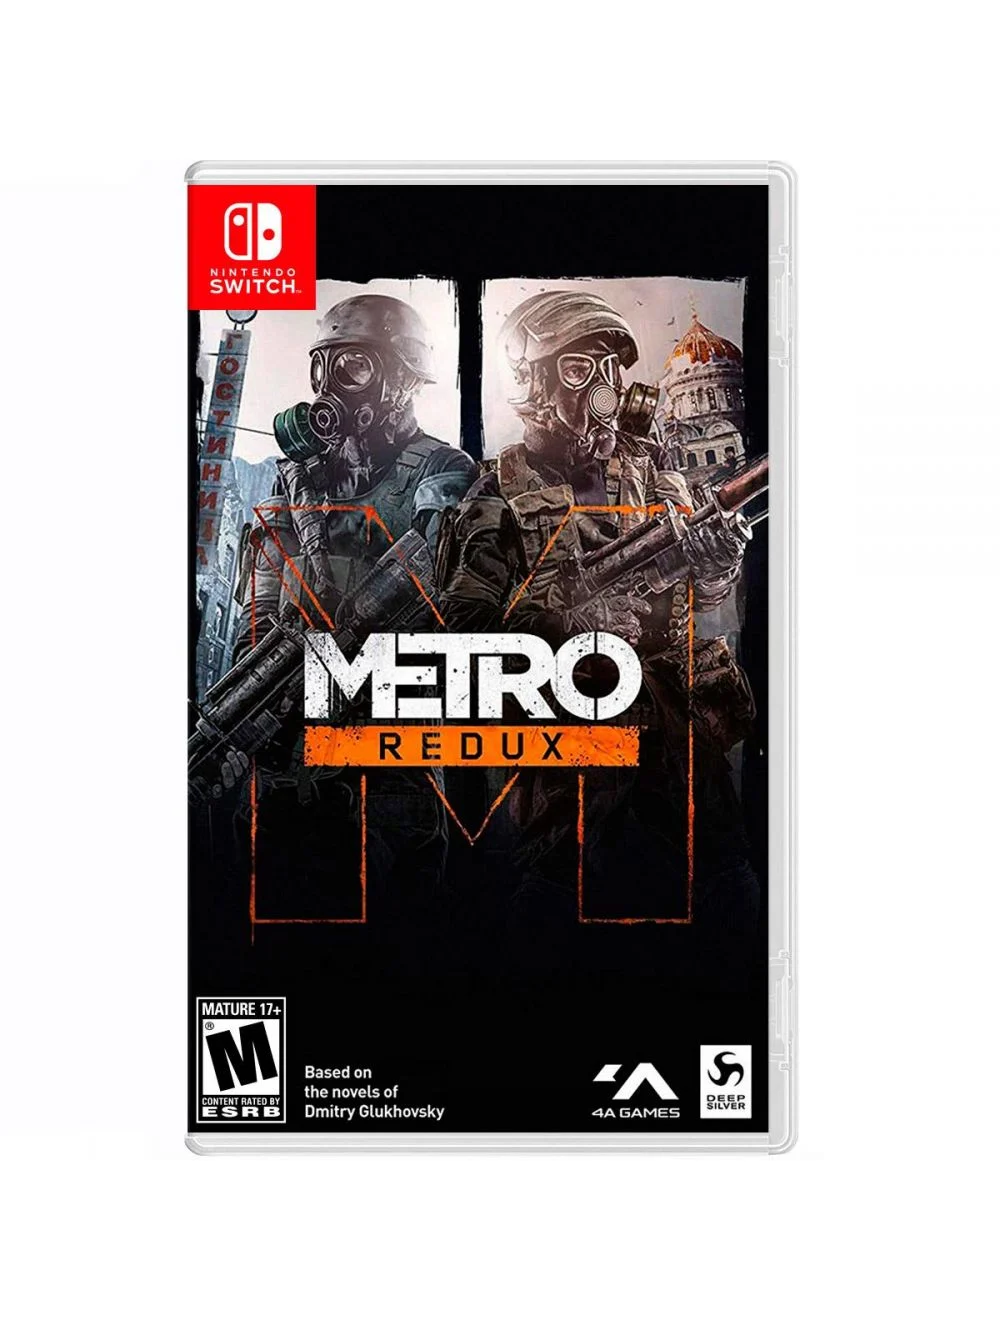 NINTENDO
SWITCH™
ГОСТИНИЦА
METRO
REDUX
MATURE 17+
®
M
CONTENT RATED BY
ESRB
Based on
the novels of
Dmitry Glukhovsky
4A GAMES
DEEP
SILVER